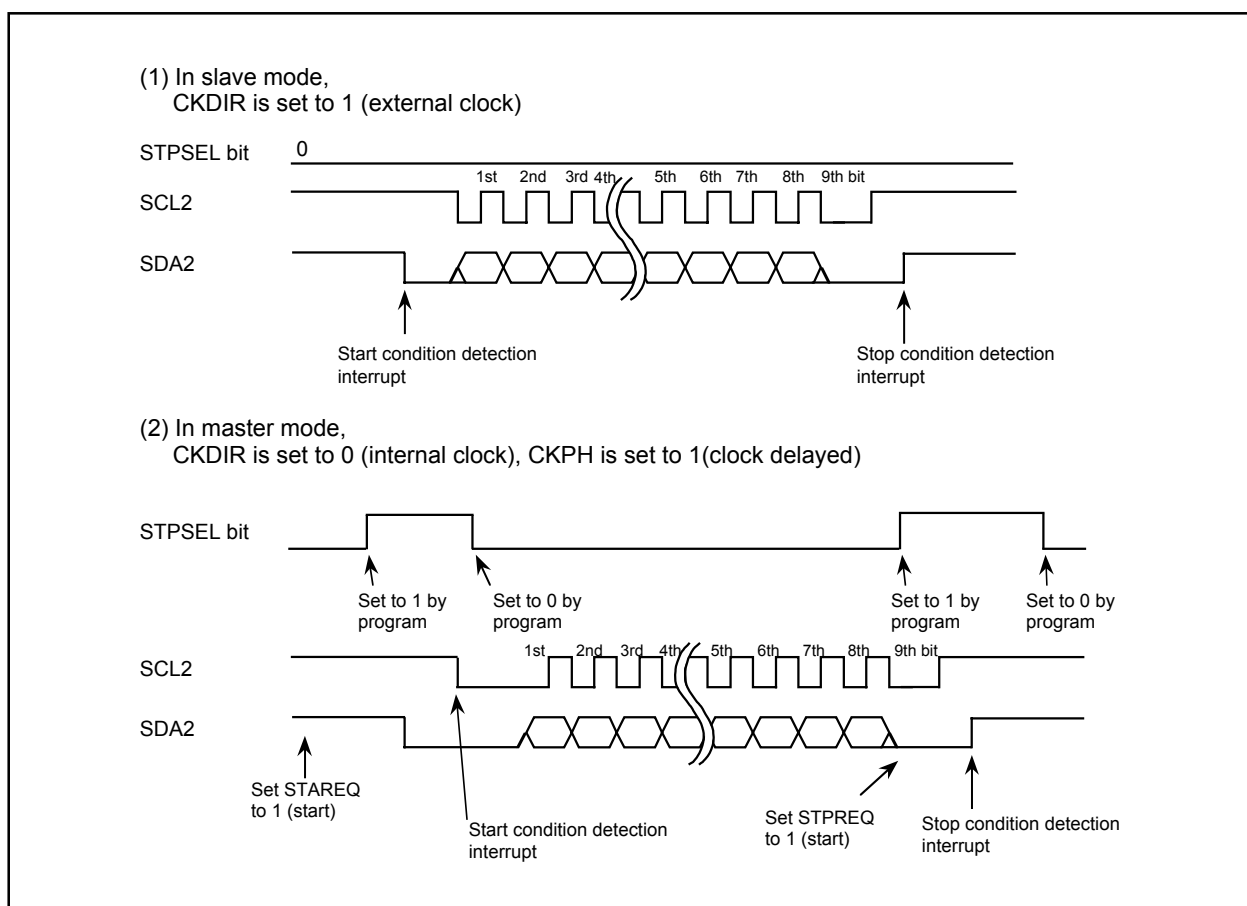 (1) In slave mode,
CKDIR is set to 1 (external clock)
STPSEL bit
0
1st 2nd 3rd 4th 5th 6th 7th 8th 9th bit
SCL2
SDA2
Start condition detection
interrupt
Stop condition detection
interrupt
(2) In master mode,
CKDIR is set to 0 (internal clock), CKPH is set to 1(clock delayed)
STPSEL bit
Set to 1 by
program
Set to 0 by
program
Set to 1 by
program
Set to 0 by
program
1st 2nd 3rd 4th 5th 6th 7th 8th 9th bit
SCL2
SDA2
Set STAREQ
to 1 (start)
Start condition detection
interrupt
Set STPREQ
to 1 (start)
Stop condition detection
interrupt